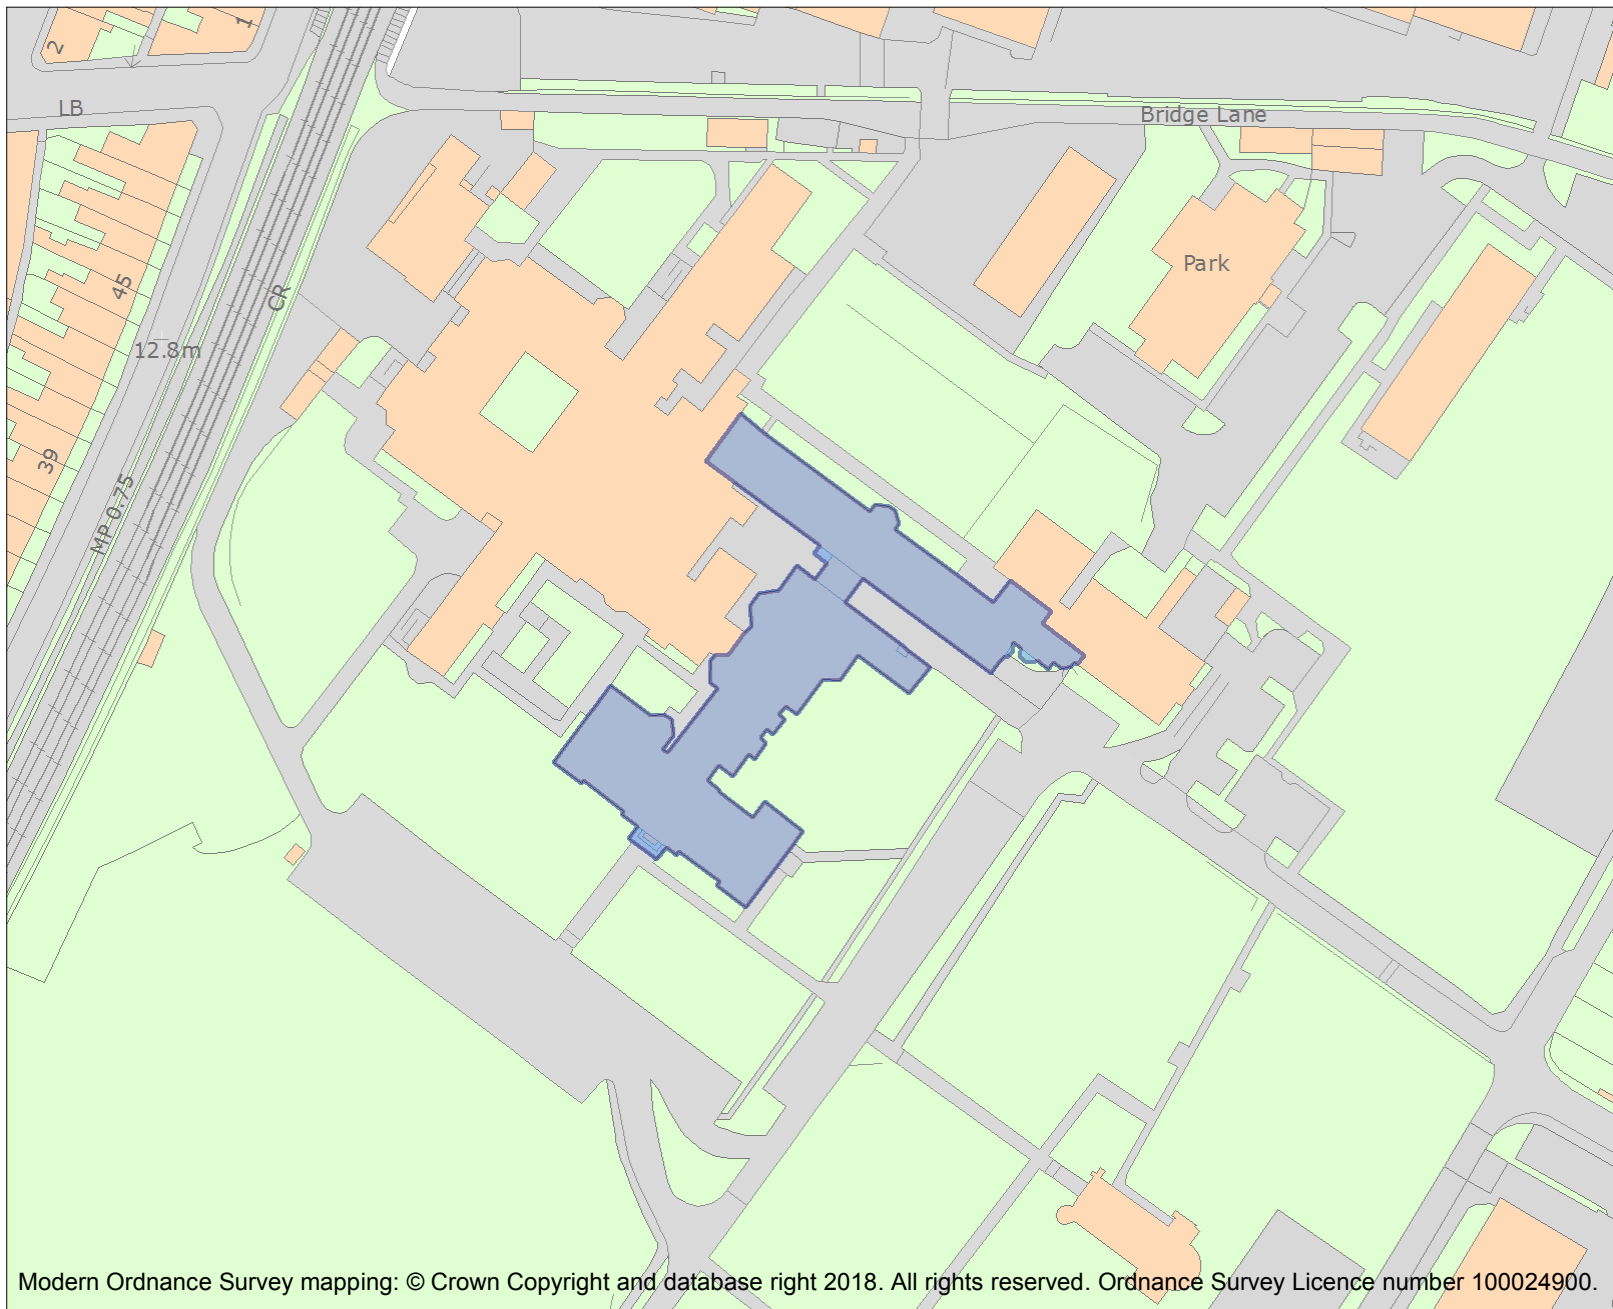 2
1
LB
Bridge Lane
Park
45
CR
12.8m
39
MP 0.75
Modern Ordnance Survey mapping: © Crown Copyright and database right 2018. All rights reserved. Ordnance Survey Licence number 100024900.